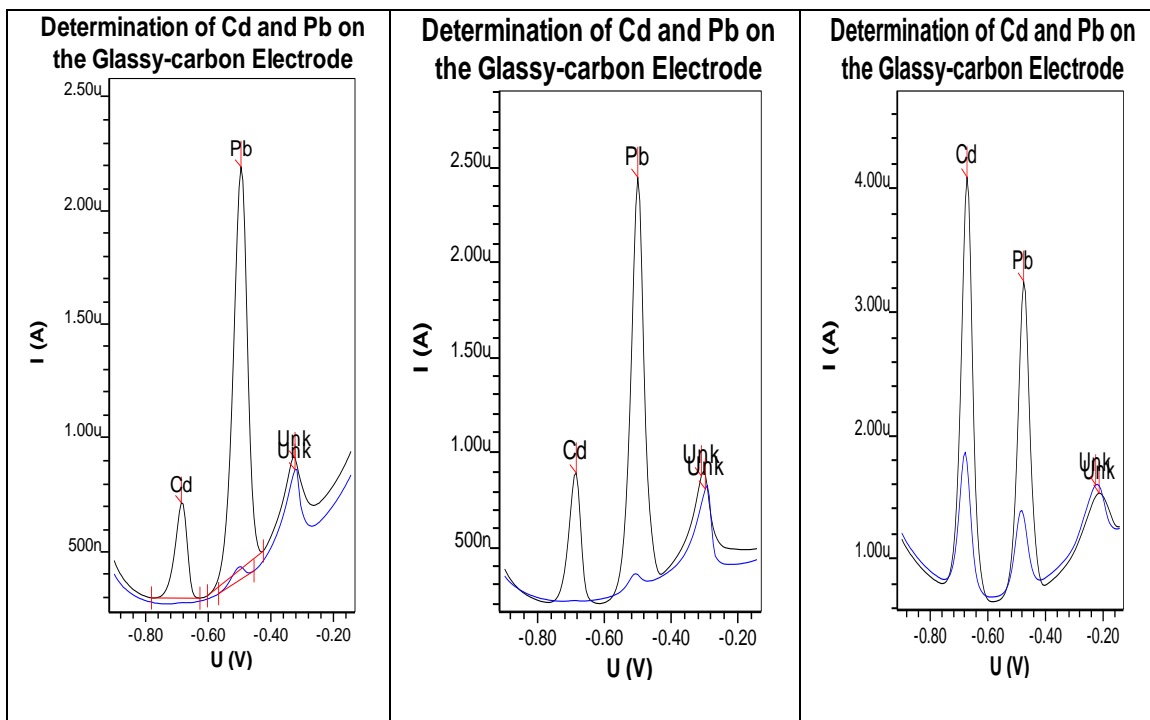 Determination of Cd and Pb on
the Glassy-carbon Electrode
2.50u
2.00u
1.50u
1.00u
500n
I (A)
Pb
Cd
Unk
Unk
-0.80
-0.60
-0.40
-0.20
U (V)
Determination of Cd and Pb on
the Glassy-carbon Electrode
2.50u
2.00u
1.50u
1.00u
500n
I (A)
Pb
Cd
Unk
Unk
-0.80
-0.60
-0.40
-0.20
U (V)
Determination of Cd and Pb on
the Glassy-carbon Electrode
4.00u
3.00u
2.00u
1.00u
I (A)
Cd
Pb
Unk
Unk
-0.80
-0.60
-0.40
-0.20
U (V)